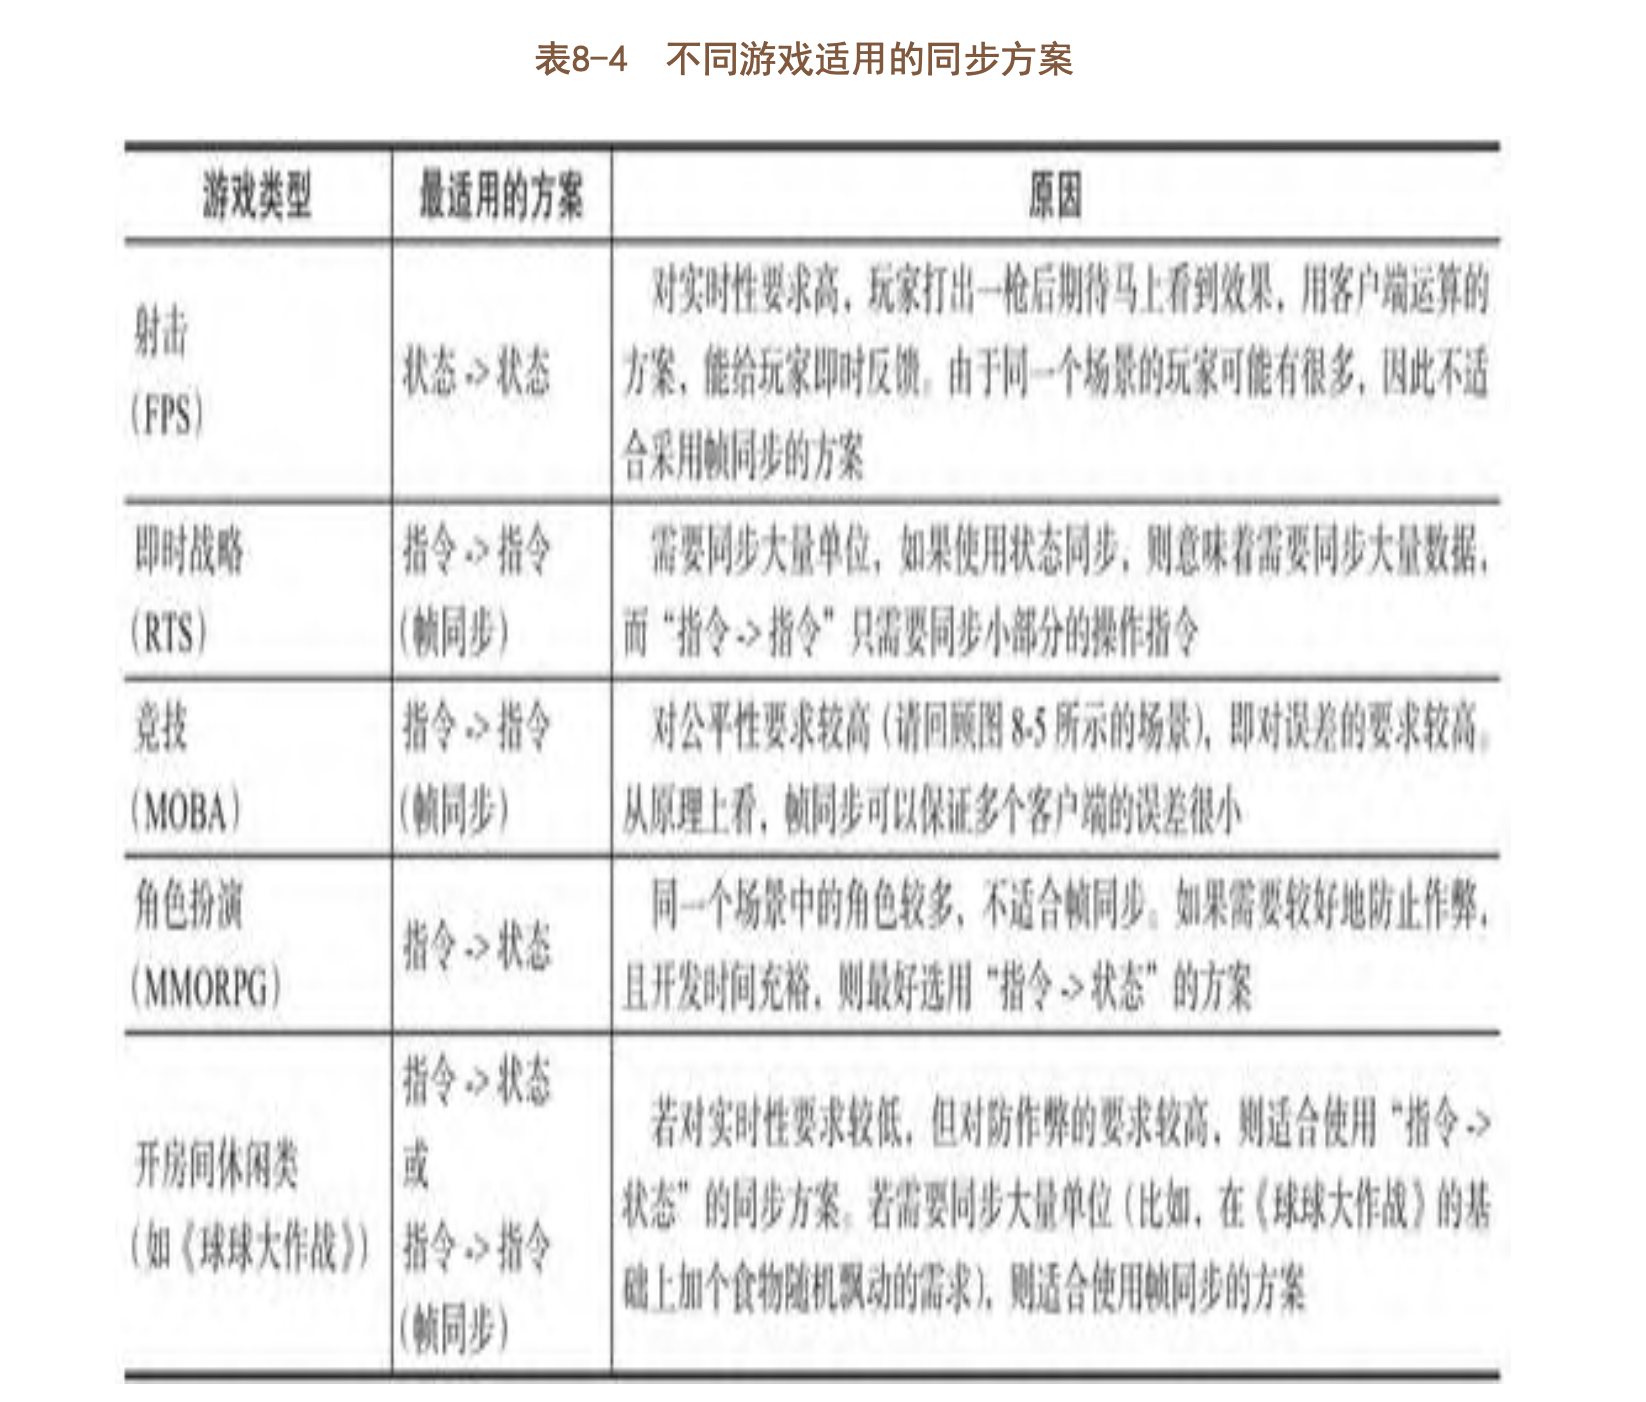 表8-4 不同游戏适用的同步方案
游戏类型 最适用的方案 原因
射击
(FPS)
状态 -> 状态
对实时性要求高，玩家打出一枪后期待马上看到效果，用客户端运算的
方案，能给玩家即时反馈。由于同一个场景的玩家可能有很多，因此不适
合采用帧同步的方案
即时战略
(RTS)
指令 -> 指令
(帧同步)
需要同步大量单位，如果使用状态同步，则意味着需要同步大量数据，
而“指令 -> 指令”只需要同步小部分的操作指令
竞技
(MOBA)
指令 -> 指令
(帧同步)
对公平性要求较高（请回顾图 8-5 所示的场景），即对误差的要求较高。
从原理上看，帧同步可以保证多个客户端的误差很小
角色扮演
(MMORPG)
指令 -> 状态
同一个场景中的角色较多，不适合帧同步。如果需要较好地防止作弊，
且开发时间充裕，则最好选用“指令 -> 状态”的方案
开房间休闲类
(如《球球大作战》)
指令 -> 状态
或
指令 -> 指令
(帧同步)
若对实时性要求较低，但对防作弊的要求较高，则适合使用“指令 ->
状态”的同步方案。若需要同步大量单位（比如，在《球球大作战》的基
础上加个食物随机飘动的需求），则适合使用帧同步的方案